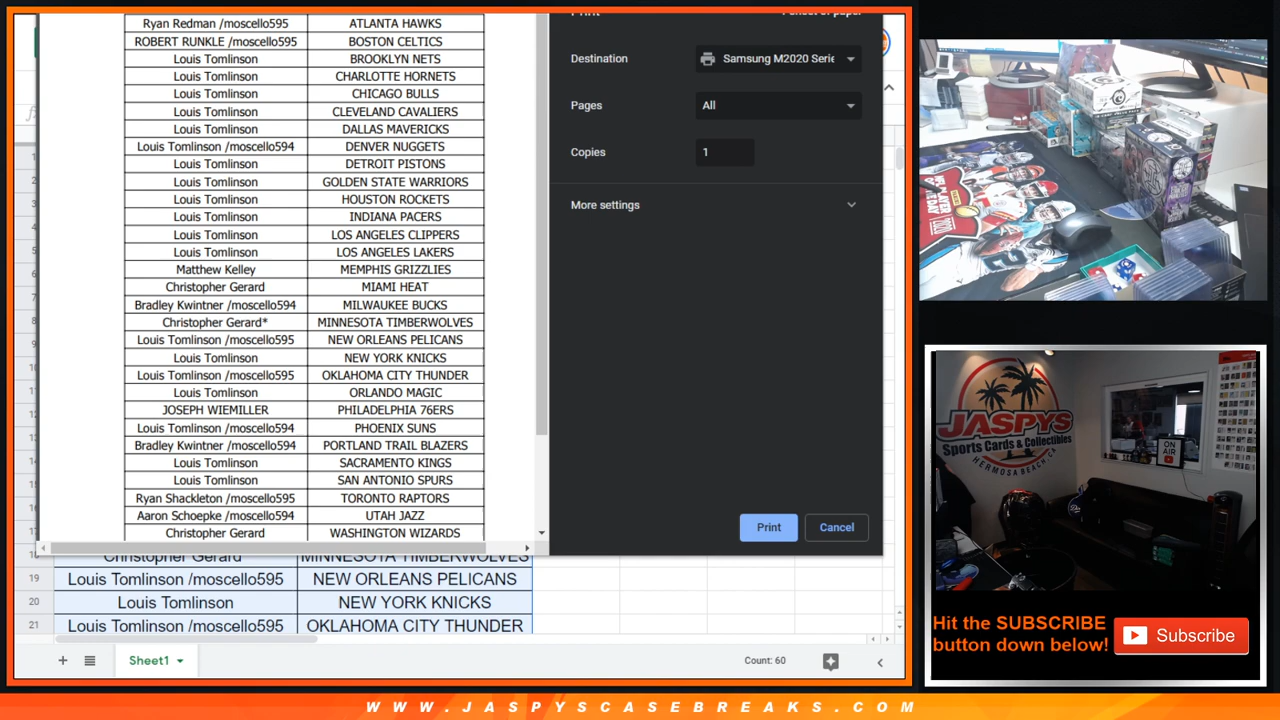 Ryan Redman /moscello595 ATLANTA HAWKS
ROBERT RUNKLE /moscello595 BOSTON CELTICS
Louis Tomlinson BROOKLYN NETS
Louis Tomlinson CHARLOTTE HORNETS
Louis Tomlinson CHICAGO BULLS
Louis Tomlinson CLEVELAND CAVALIERS
Louis Tomlinson DALLAS MAVERICKS
Louis Tomlinson /moscello594 DENVER NUGGETS
Louis Tomlinson DETROIT PISTONS
Louis Tomlinson GOLDEN STATE WARRIORS
Louis Tomlinson HOUSTON ROCKETS
Louis Tomlinson INDIANA PACERS
Louis Tomlinson LOS ANGELES CLIPPERS
Louis Tomlinson LOS ANGELES LAKERS
Matthew Kelley MEMPHIS GRIZZLIES
Christopher Gerard MIAMI HEAT
Bradley Kwintner /moscello594 MILWAUKEE BUCKS
Christopher Gerard* MINNESOTA TIMBERWOLVES
Louis Tomlinson /moscello595 NEW ORLEANS PELICANS
Louis Tomlinson NEW YORK KNICKS
Louis Tomlinson /moscello595 OKLAHOMA CITY THUNDER
Louis Tomlinson ORLANDO MAGIC
JOSEPH WIEMILLER PHILADELPHIA 76ERS
Louis Tomlinson /moscello594 PHOENIX SUNS
Bradley Kwintner /moscello594 PORTLAND TRAIL BLAZERS
Louis Tomlinson SACRAMENTO KINGS
Louis Tomlinson SAN ANTONIO SPURS
Ryan Shackleton /moscello595 TORONTO RAPTORS
Aaron Schoepke /moscello594 UTAH JAZZ
Christopher Gerard WASHINGTON WIZARDS
Destination Samsung M2020 Serie
Pages All
Copies 1
More settings
Print Cancel
18 Christopher Gerard MINNESOTA TIMBERWOLVES
19 Louis Tomlinson /moscello595 NEW ORLEANS PELICANS
20 Louis Tomlinson NEW YORK KNICKS
21 Louis Tomlinson /moscello595 OKLAHOMA CITY THUNDER
Sheet1 Count: 60
JASPYS
Sports Cards & Collectibles
HERMOSA BEACH, CA
ON
AIR
Hit the SUBSCRIBE
button down below!
Subscribe
WWW.JASPYSCASEBREAKS.COM